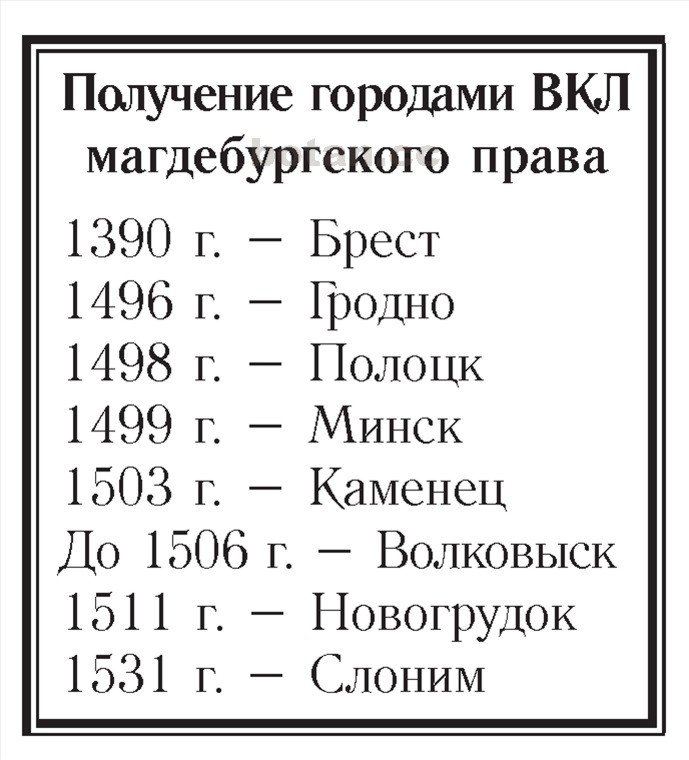 Получение городами ВКЛ
магдебургского права
1390 г. – Брест
1496 г. – Гродно
1498 г. – Полоцк
1499 г. – Минск
1503 г. – Каменец
До 1506 г. – Волковыск
1511 г. – Новогрудок
1531 г. – Слоним